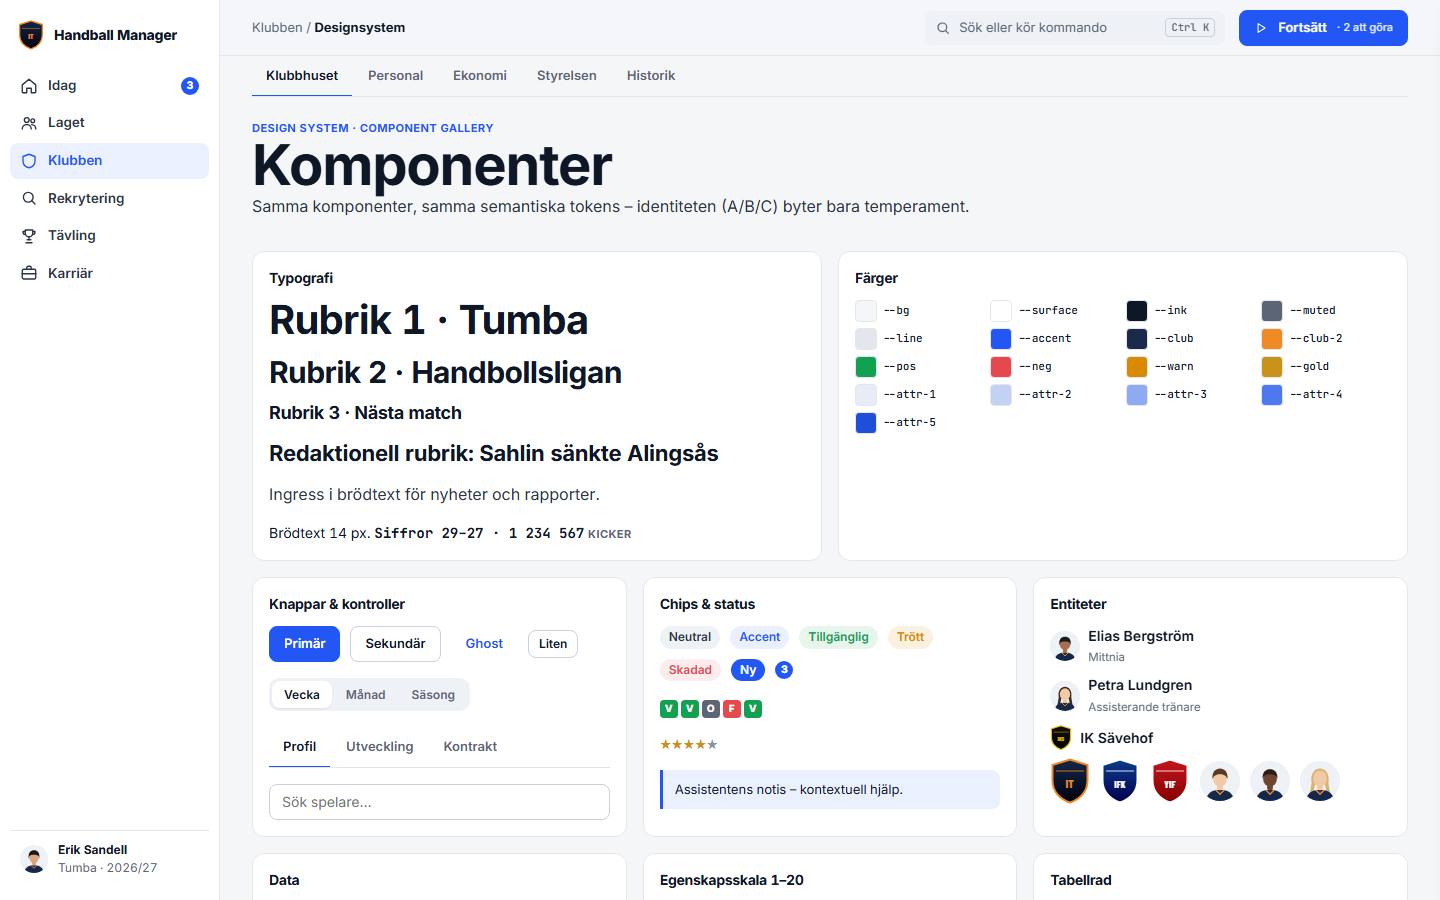 IT
Handball Manager
Idag
3
Laget
Klubben
Rekrytering
Tävling
Karriär
Erik Sandell
Tumba · 2026/27
Klubben / Designsystem
Sök eller kör kommando
Ctrl K
Fortsätt · 2 att göra
Klubbhuset
Personal
Ekonomi
Styrelsen
Historik
DESIGN SYSTEM · COMPONENT GALLERY
Komponenter
Samma komponenter, samma semantiska tokens – identiteten (A/B/C) byter bara temperament.
Typografi
Rubrik 1 · Tumba
Rubrik 2 · Handbollsligan
Rubrik 3 · Nästa match
Redaktionell rubrik: Sahlin sänkte Alingsås
Ingress i brödtext för nyheter och rapporter.
Brödtext 14 px. Siffror 29–27 · 1 234 567 KICKER
Färger
--bg
--surface
--ink
--muted
--line
--accent
--club
--club-2
--pos
--neg
--warn
--gold
--attr-1
--attr-2
--attr-3
--attr-4
--attr-5
Knappar & kontroller
Primär
Sekundär
Ghost
Liten
Vecka
Månad
Säsong
Profil
Utveckling
Kontrakt
Sök spelare…
Chips & status
Neutral
Accent
Tillgänglig
Trött
Skadad
Ny
3
V V O F V
★★★★★
Assistentens notis – kontextuell hjälp.
Entiteter
Elias Bergström
Mittnia
Petra Lundgren
Assisterande tränare
IK Sävehof
IT
IFK
YIF
Data
Egenskapsskala 1–20
Tabellrad